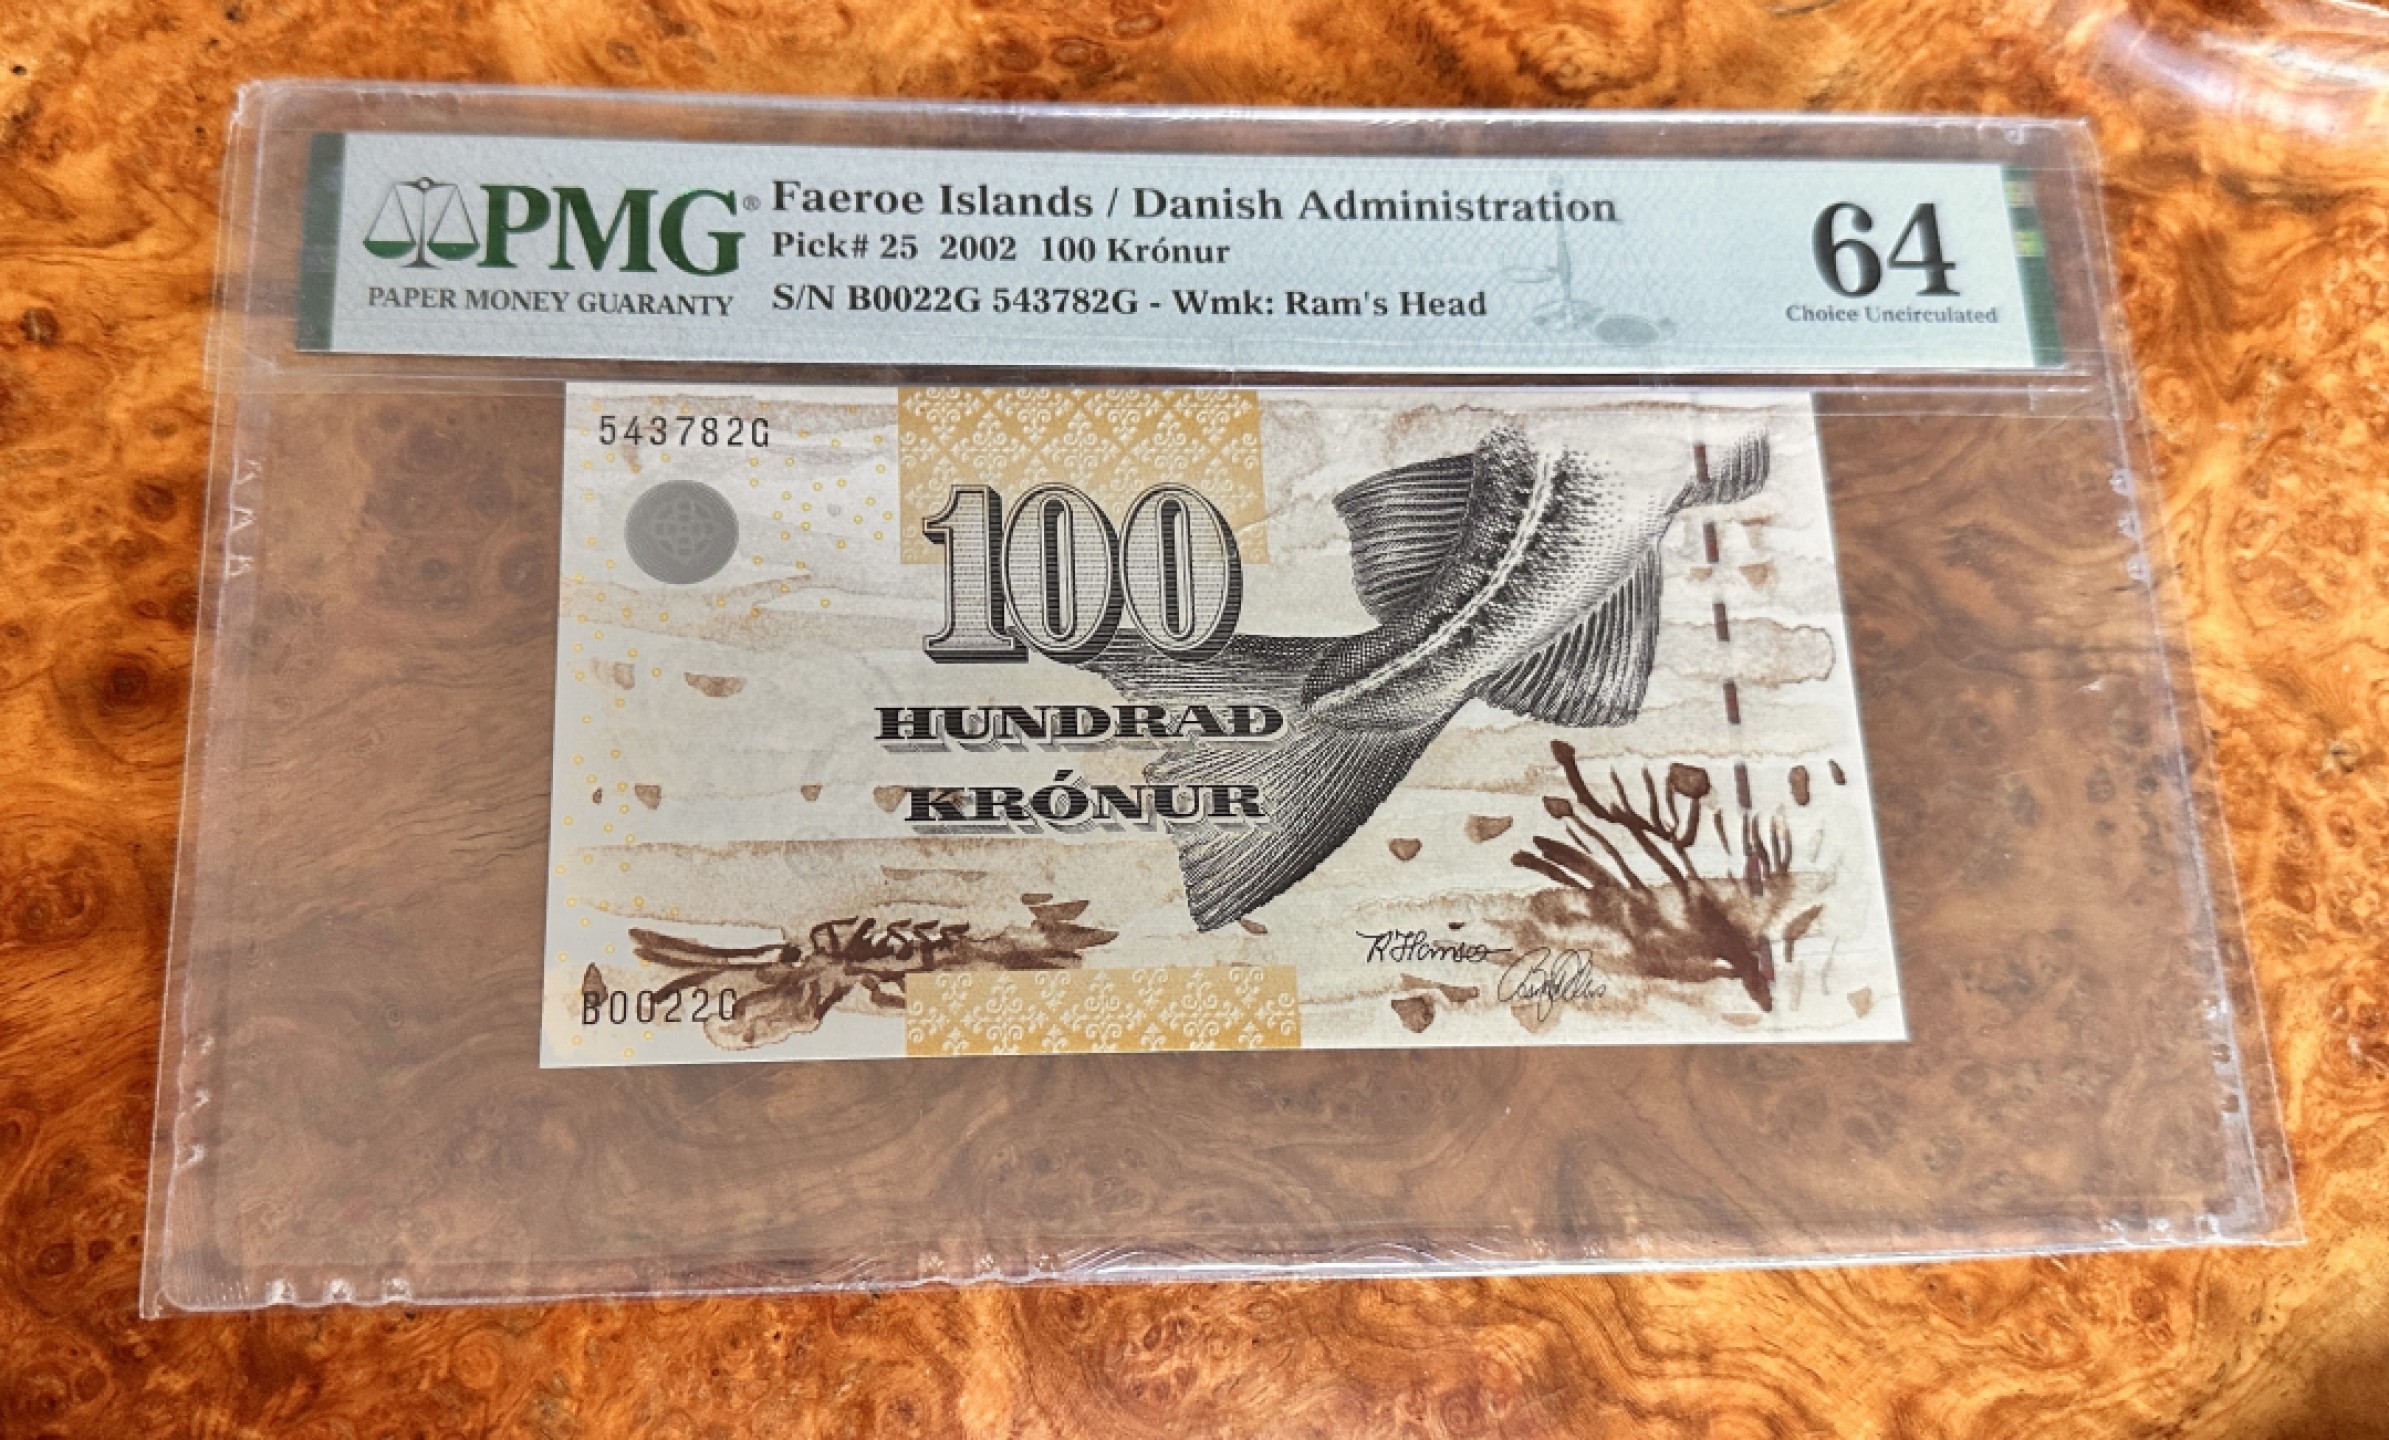 PMG®
PAPER MONEY GUARANTY
Faeroe Islands / Danish Administration
Pick# 25 2002 100 Krónur
S/N B0022G 543782G - Wmk: Ram's Head
64
Choice Uncirculated
543782G
100
HUNDRAÐ
KRÓNUR
B0022G